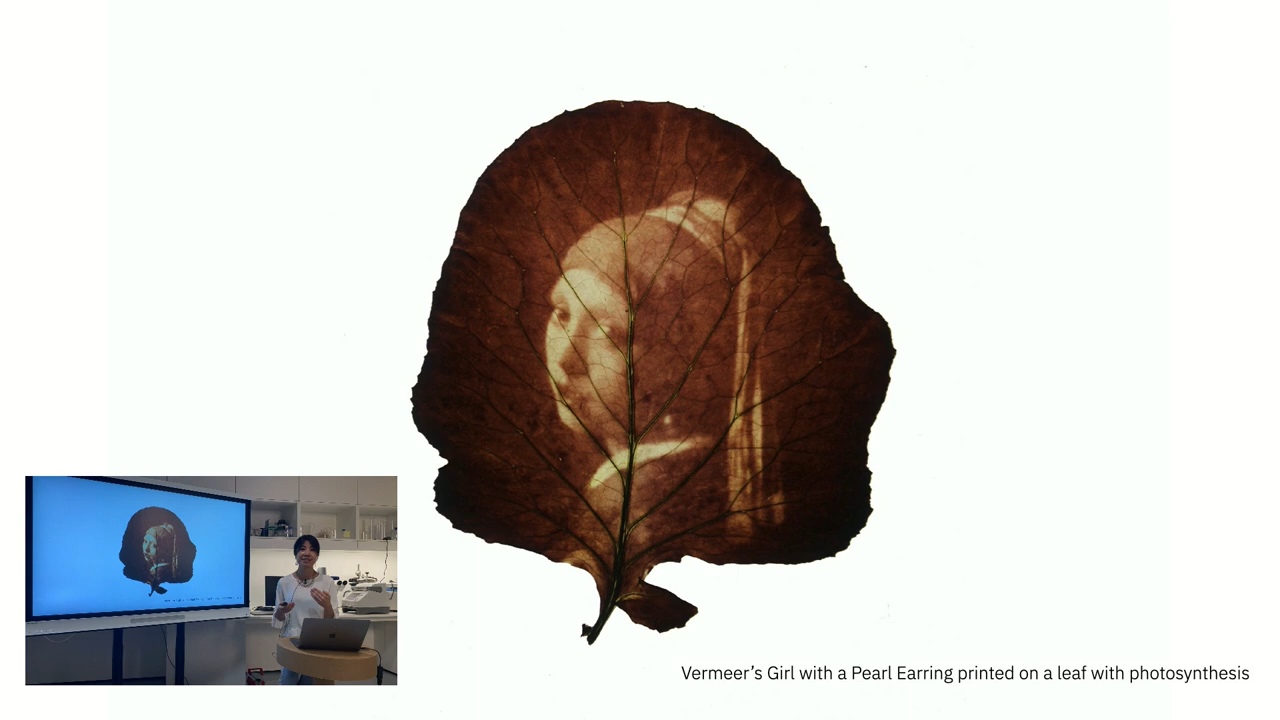 Vermeer’s Girl with a Pearl Earring printed on a leaf with photosynthesis